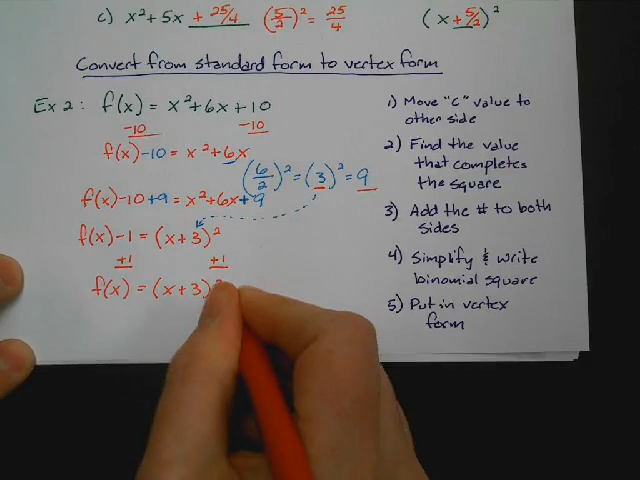 c) x² + 5x + 25/4 (5/2)² = 25/4 (x + 5/2)²
Convert from standard form to vertex form
Ex 2: f(x) = x² + 6x + 10
-10 -10
f(x) - 10 = x² + 6x
(6/2)² = (3)² = 9
f(x) - 10 + 9 = x² + 6x + 9
f(x) - 1 = (x + 3)²
+1 +1
f(x) = (x + 3)²
1) Move "C" value to
other side
2) Find the value
that completes
the square
3) Add the # to both
sides
4) Simplify & write
binomial square
5) Put in vertex
form